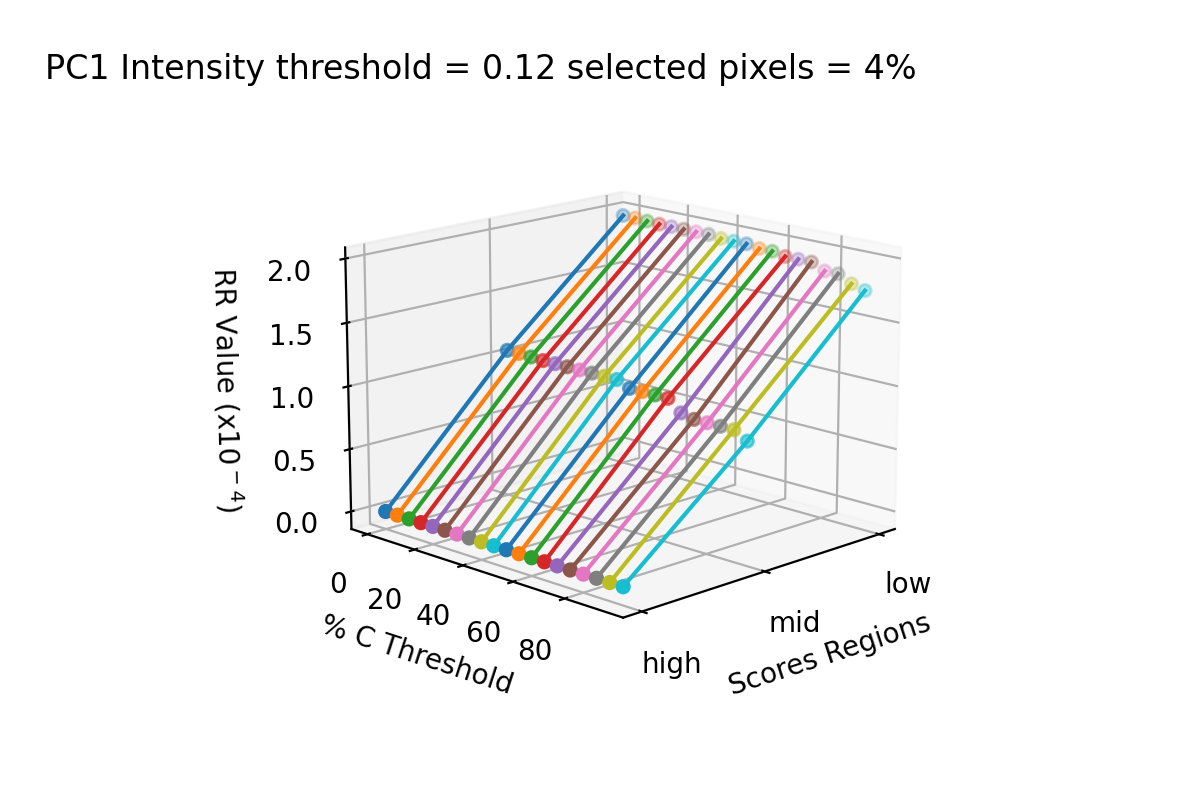 PC1 Intensity threshold = 0.12 selected pixels = 4%
2.0
1.5
1.0
0.5
0.0
RR Value (x10⁻⁴)
0
20
40
60
80
% C Threshold
high
mid
low
Scores Regions